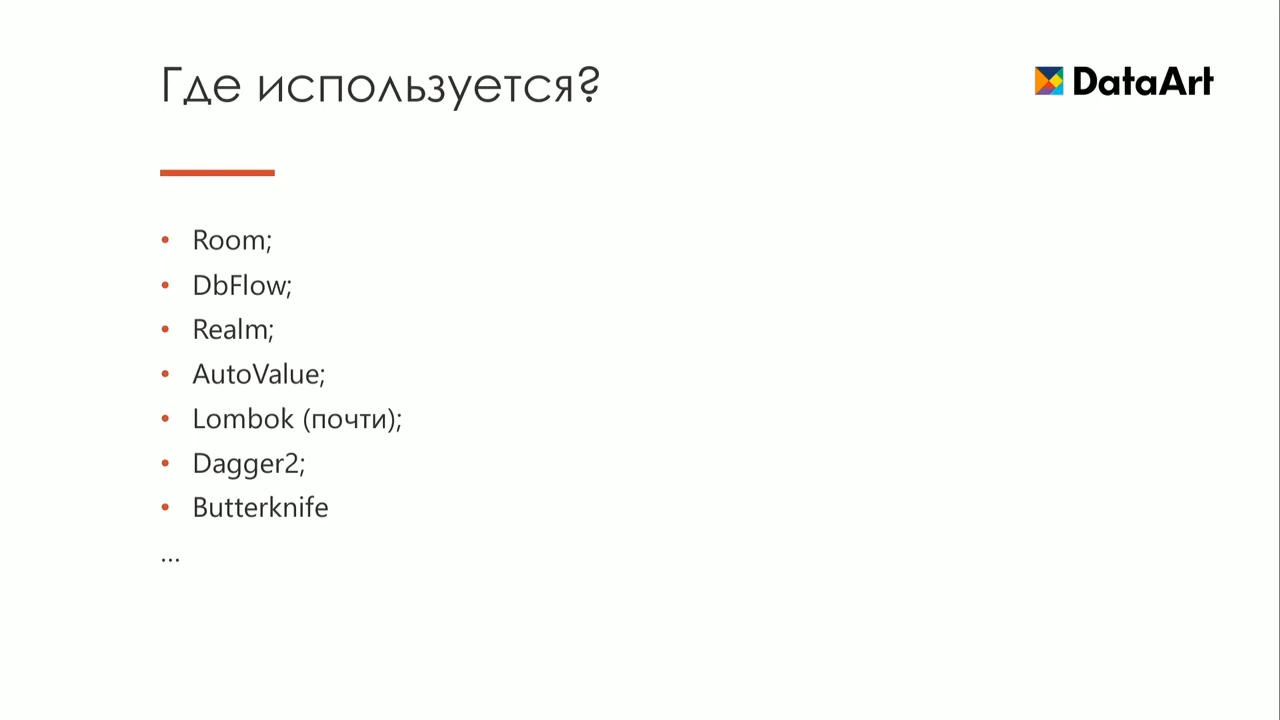 Где используется?
DataArt
• Room;
• DbFlow;
• Realm;
• AutoValue;
• Lombok (почти);
• Dagger2;
• Butterknife
...